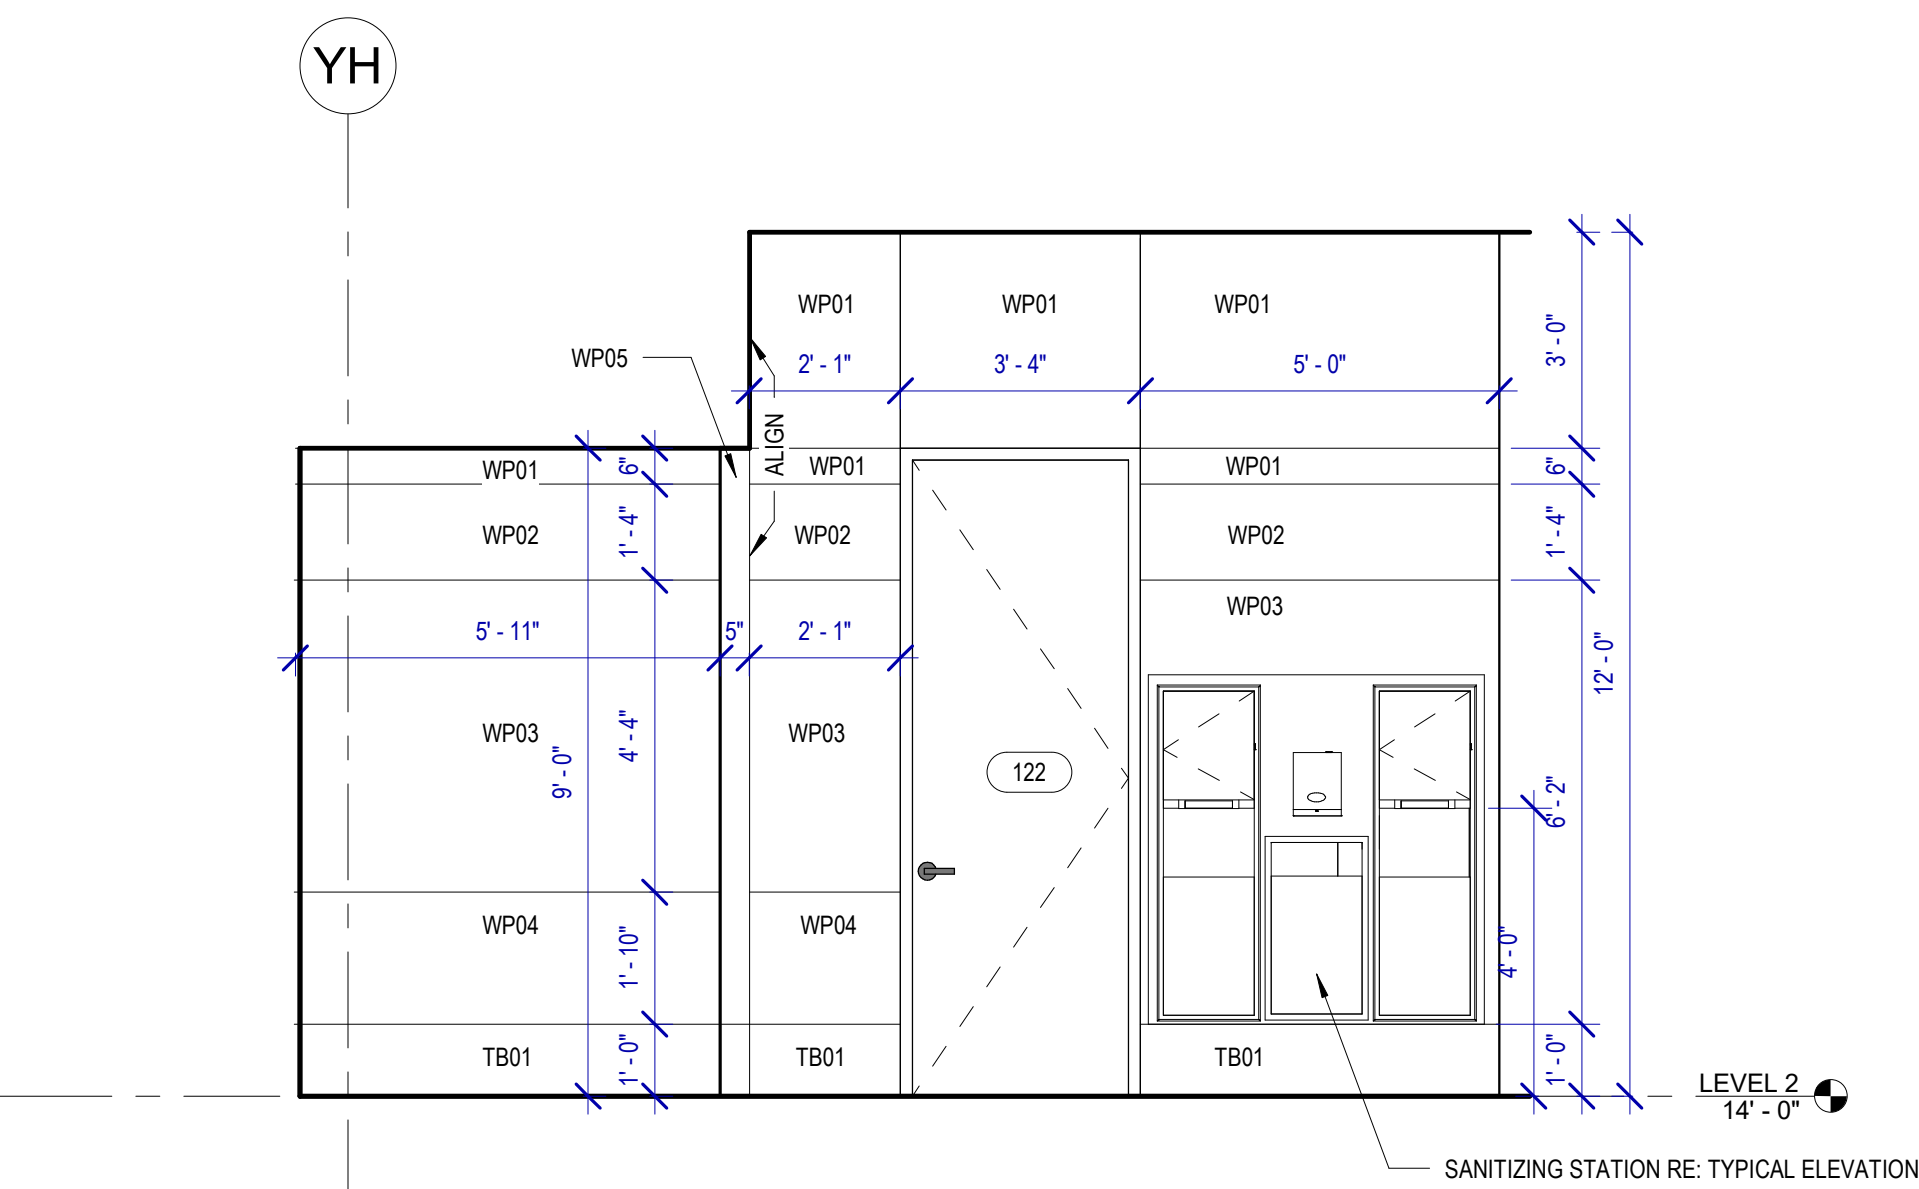 YH
WP01 WP01 WP01
WP05
2' - 1" 3' - 4" 5' - 0" 3' - 0"
ALIGN
WP01 6" WP01 WP01 6"
WP02 1' - 4" WP02 WP02 1' - 4"
WP03
5' - 11" 5" 2' - 1" 12' - 0"
WP03 4' - 4" WP03
9' - 0" 122 6' - 2"
WP04 1' - 10" WP04 4' - 0"
TB01 1' - 0" TB01 TB01 1' - 0"
LEVEL 2
14' - 0"
SANITIZING STATION RE: TYPICAL ELEVATION